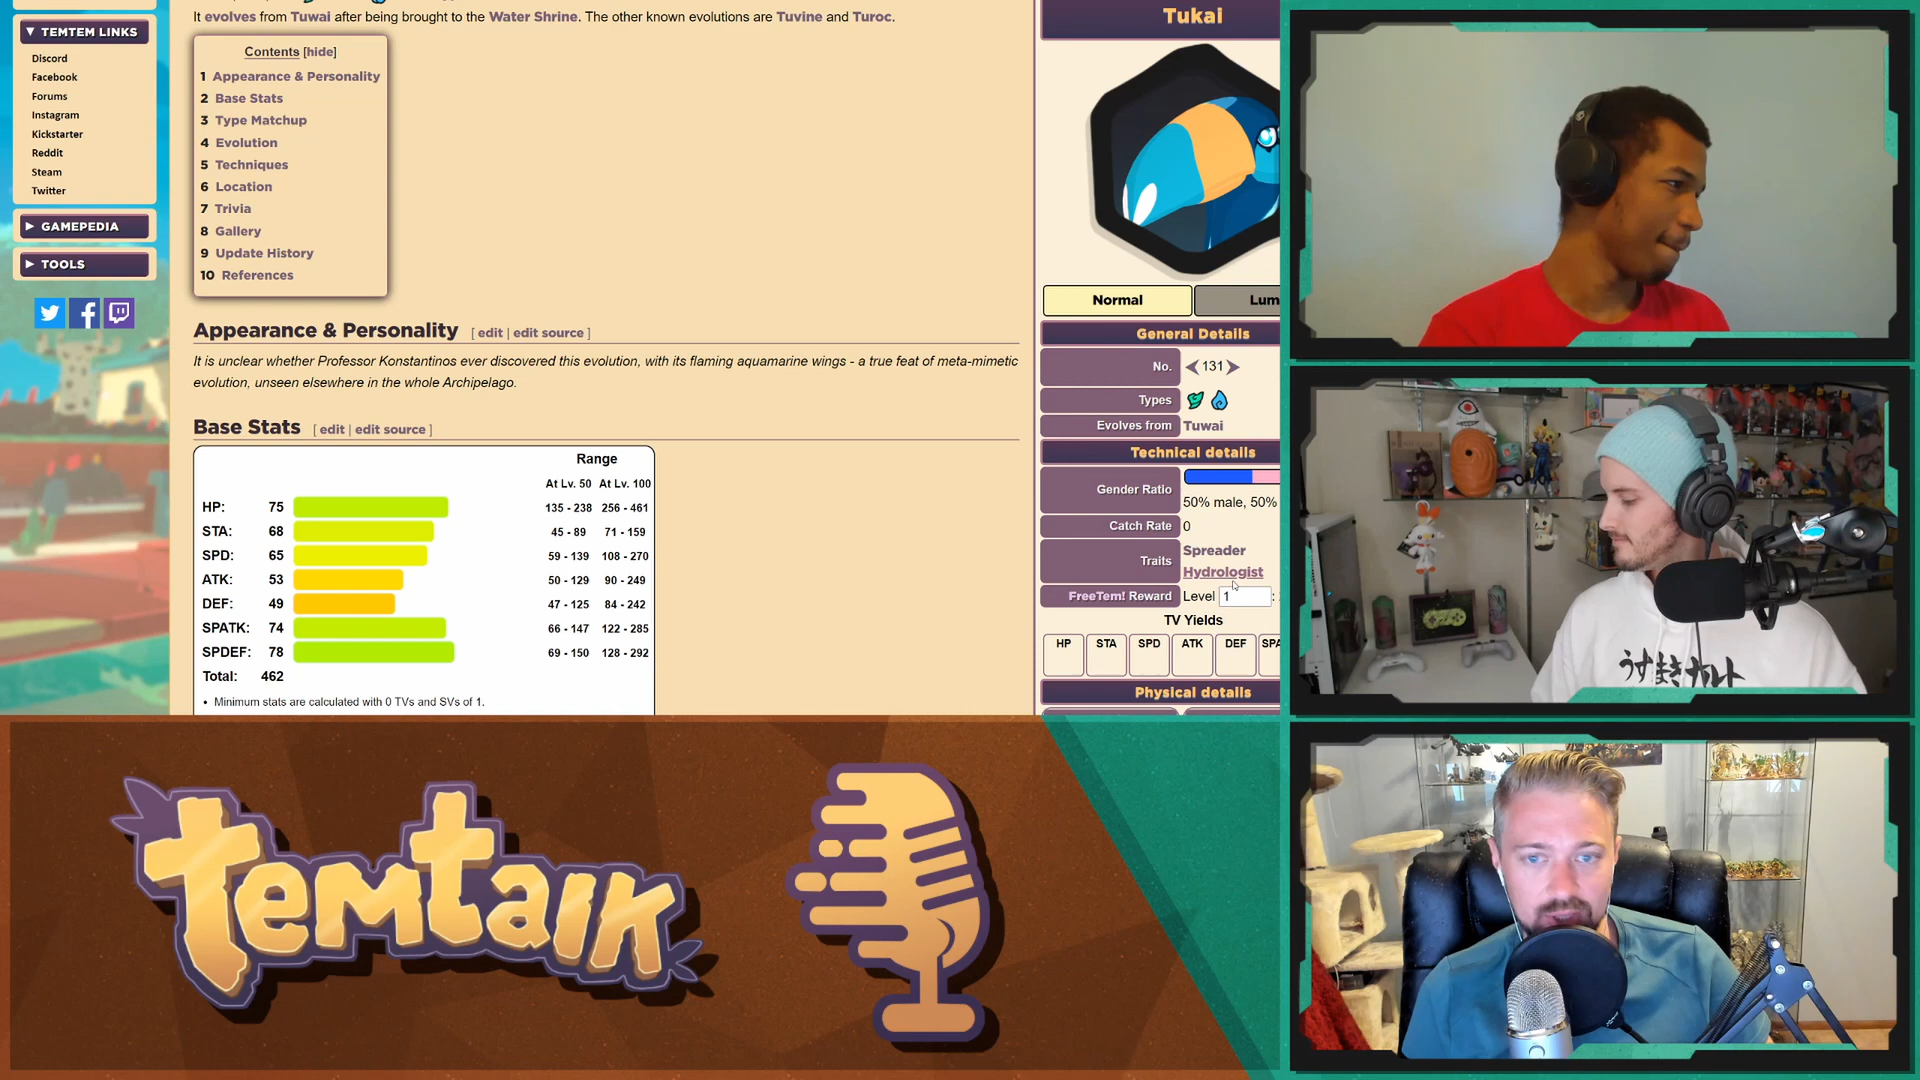 TEMTEM LINKS
Discord
Facebook
Forums
Instagram
Kickstarter
Reddit
Steam
Twitter
GAMEPEDIA
TOOLS
It evolves from Tuwai after being brought to the Water Shrine. The other known evolutions are Tuvine and Turoc.
Contents [hide]
1 Appearance & Personality
2 Base Stats
3 Type Matchup
4 Evolution
5 Techniques
6 Location
7 Trivia
8 Gallery
9 Update History
10 References
Appearance & Personality [ edit | edit source ]
It is unclear whether Professor Konstantinos ever discovered this evolution, with its flaming aquamarine wings - a true feat of meta-mimetic
evolution, unseen elsewhere in the whole Archipelago.
Base Stats [ edit | edit source ]
Range
At Lv. 50 At Lv. 100
HP: 75 135 - 238 256 - 461
STA: 68 45 - 89 71 - 159
SPD: 65 59 - 139 108 - 270
ATK: 53 50 - 129 90 - 249
DEF: 49 47 - 125 84 - 242
SPATK: 74 66 - 147 122 - 285
SPDEF: 78 69 - 150 128 - 292
Total: 462
• Minimum stats are calculated with 0 TVs and SVs of 1.
Tukai
Normal Lum
General Details
No. 131
Types
Evolves from Tuwai
Technical details
Gender Ratio 50% male, 50%
Catch Rate 0
Traits Spreader
Hydrologist
FreeTem! Reward Level 1 :
TV Yields
HP STA SPD ATK DEF SPA
Physical details
temtalk
うずまきナルト